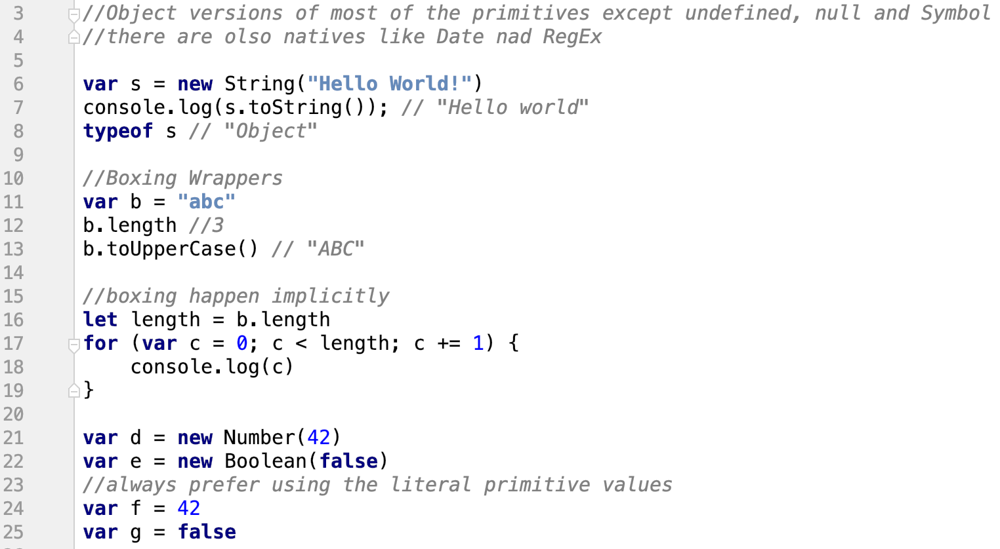 3 //Object versions of most of the primitives except undefined, null and Symbol
4 //there are olso natives like Date nad RegEx
5
6 var s = new String("Hello World!")
7 console.log(s.toString()); // "Hello world"
8 typeof s // "Object"
9
10 //Boxing Wrappers
11 var b = "abc"
12 b.length //3
13 b.toUpperCase() // "ABC"
14
15 //boxing happen implicitly
16 let length = b.length
17 for (var c = 0; c < length; c += 1) {
18     console.log(c)
19 }
20
21 var d = new Number(42)
22 var e = new Boolean(false)
23 //always prefer using the literal primitive values
24 var f = 42
25 var g = false